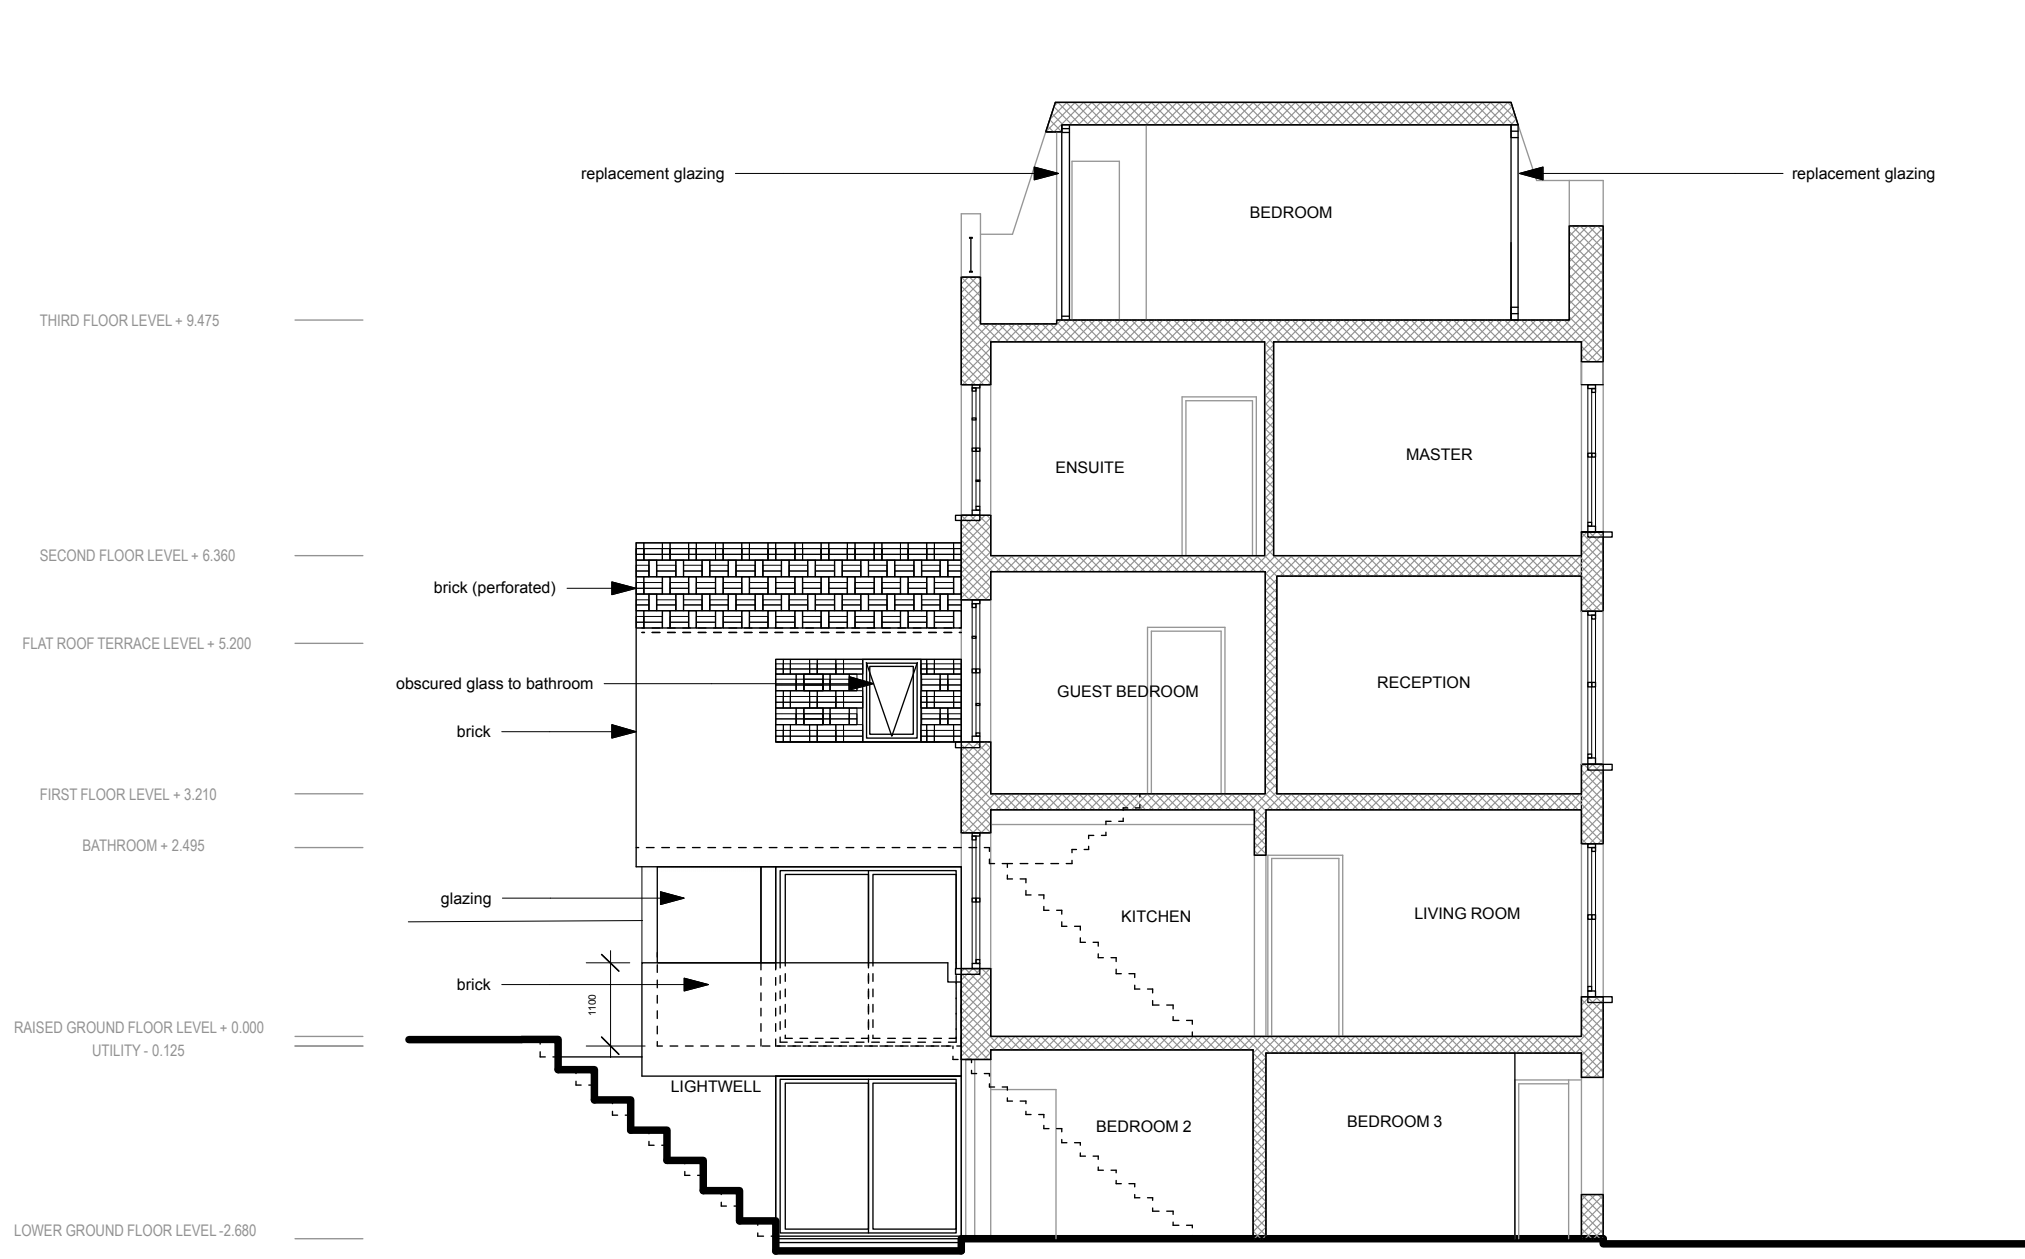 replacement glazing
replacement glazing
BEDROOM
THIRD FLOOR LEVEL + 9.475
ENSUITE
MASTER
SECOND FLOOR LEVEL + 6.360
brick (perforated)
FLAT ROOF TERRACE LEVEL + 5.200
obscured glass to bathroom
GUEST BEDROOM
RECEPTION
brick
FIRST FLOOR LEVEL + 3.210
BATHROOM + 2.495
glazing
KITCHEN
LIVING ROOM
brick
1100
RAISED GROUND FLOOR LEVEL + 0.000
UTILITY - 0.125
LIGHTWELL
BEDROOM 2
BEDROOM 3
LOWER GROUND FLOOR LEVEL -2.680